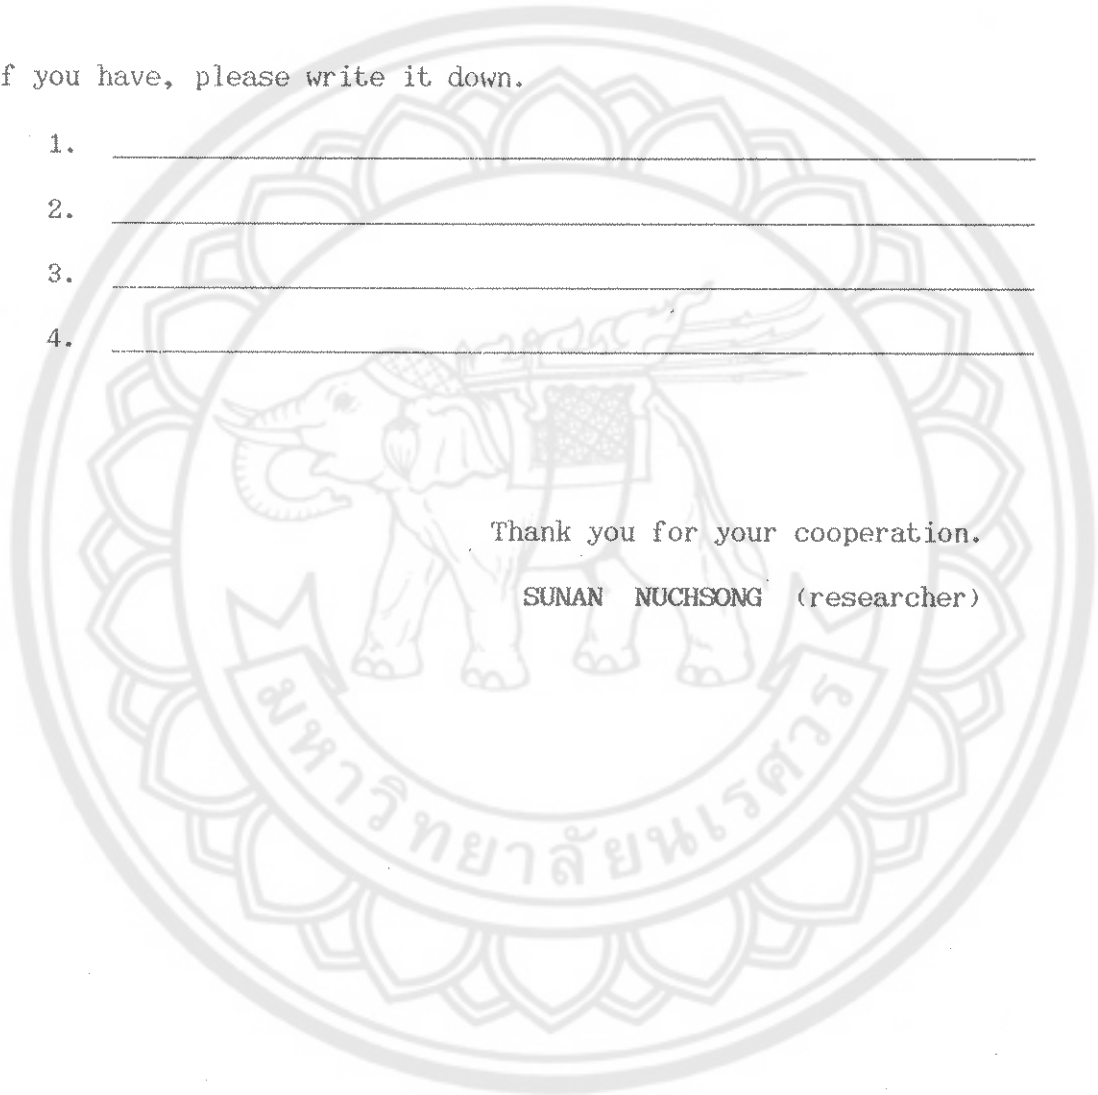 f you have, please write it down.
1.
2.
3.
4.
Thank you for your cooperation.
SUNAN NUCHSONG (researcher)
มหาวิทยาลัยนเรศวร